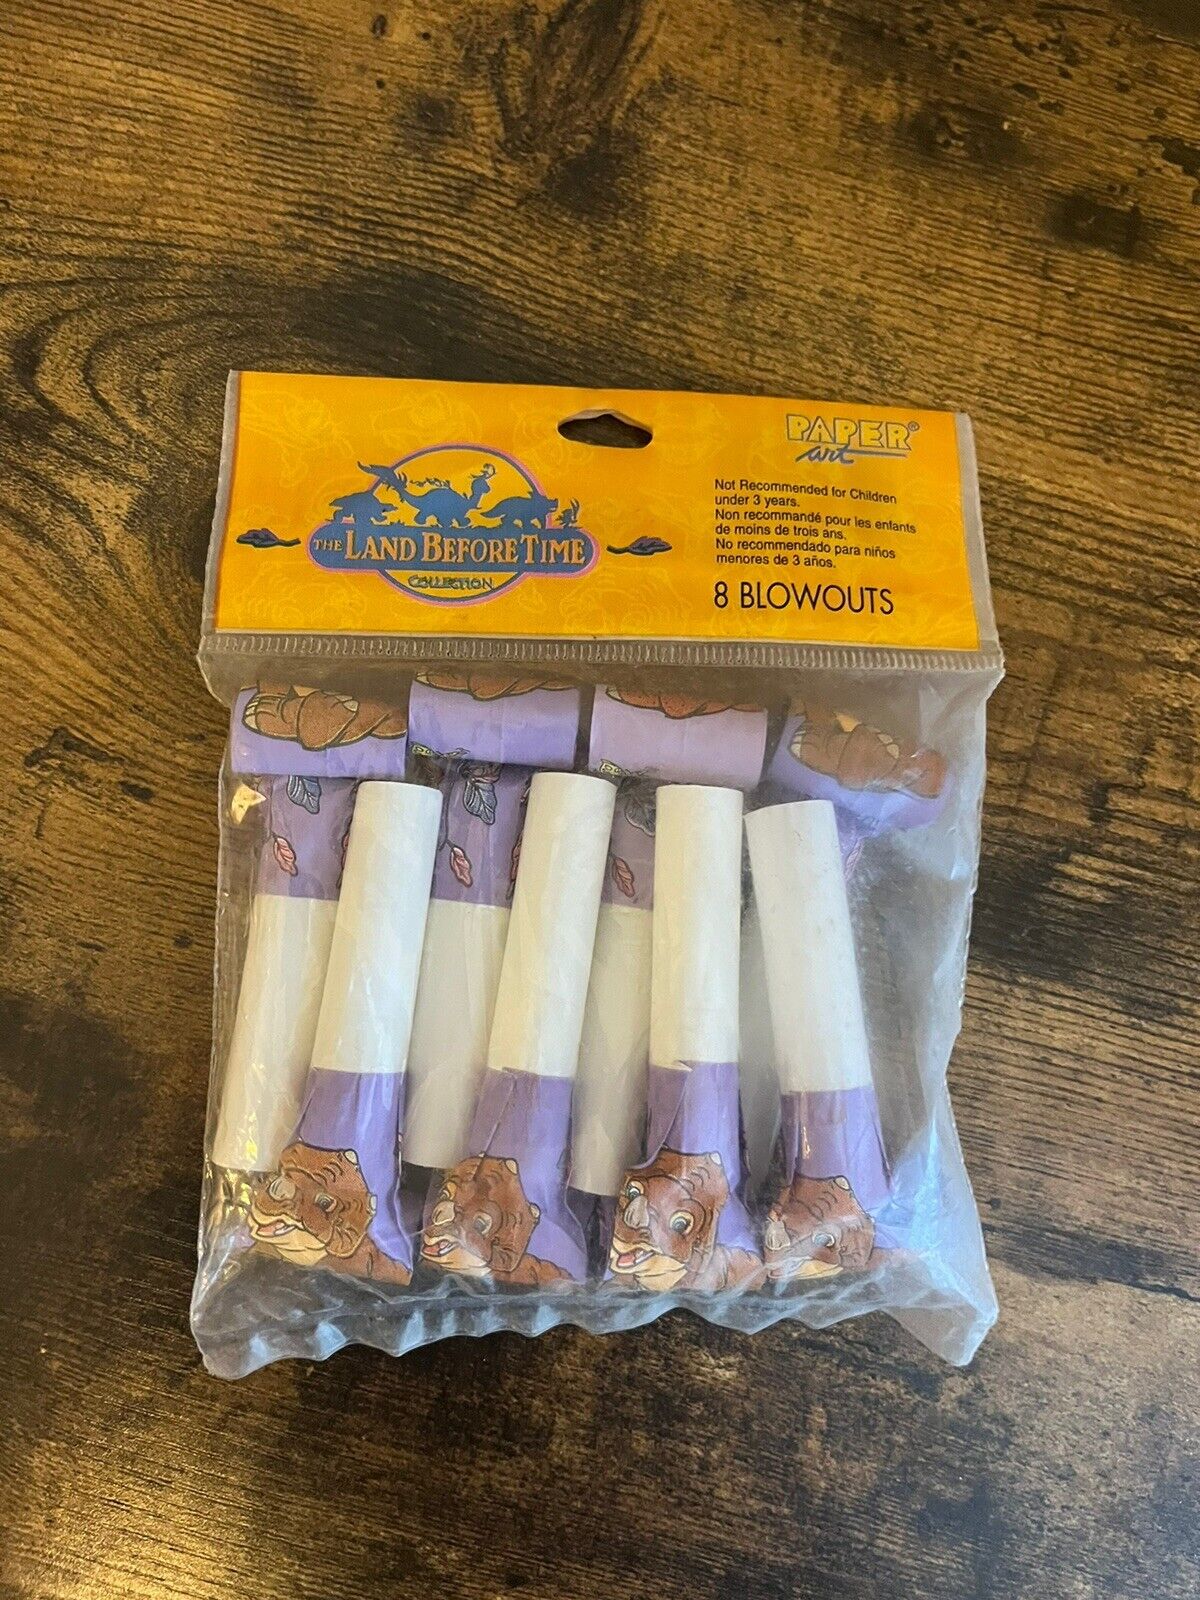 PAPER®
art
THE LAND BEFORE TIME
COLLECTION
Not Recommended for Children
under 3 years.
Non recommandé pour les enfants
de moins de trois ans.
No recommendado para niños
menores de 3 años.
8 BLOWOUTS